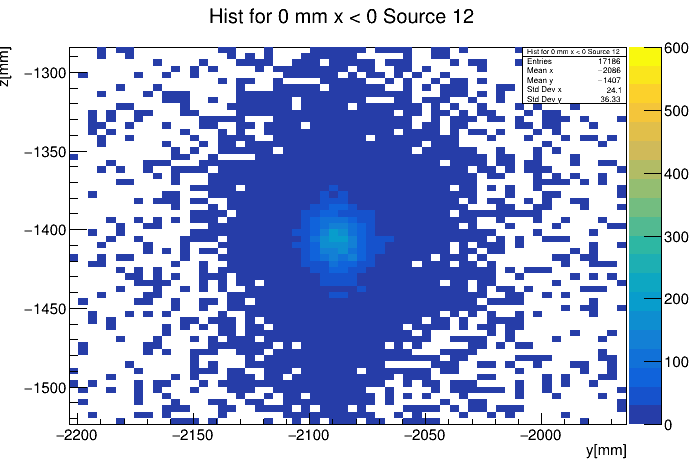 Hist for 0 mm x < 0 Source 12
Hist for 0 mm x < 0 Source 12
Entries 17186
Mean x −2086
Mean y −1407
Std Dev x 24.1
Std Dev y 36.33
z[mm]
−1300
−1350
−1400
−1450
−1500
600
500
400
300
200
100
0
−2200 −2150 −2100 −2050 −2000
y[mm]